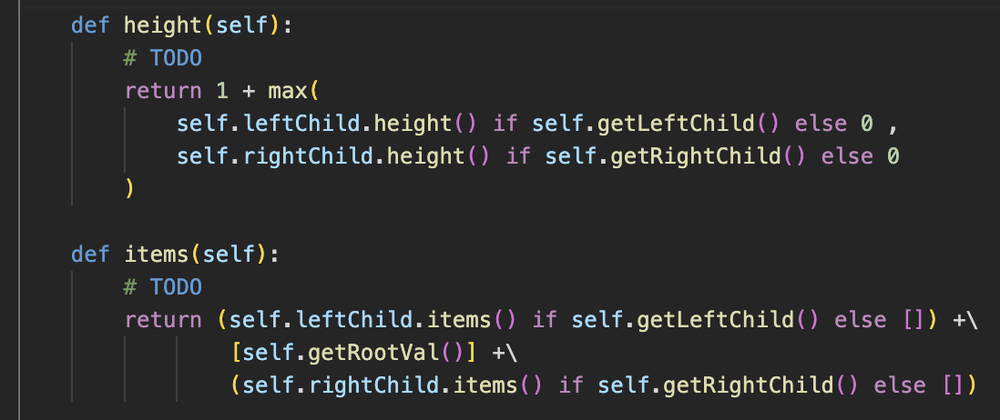 def height(self):
    # TODO
    return 1 + max(
        self.leftChild.height() if self.getLeftChild() else 0 ,
        self.rightChild.height() if self.getRightChild() else 0
    )

def items(self):
    # TODO
    return (self.leftChild.items() if self.getLeftChild() else []) +\
            [self.getRootVal()] +\
            (self.rightChild.items() if self.getRightChild() else [])